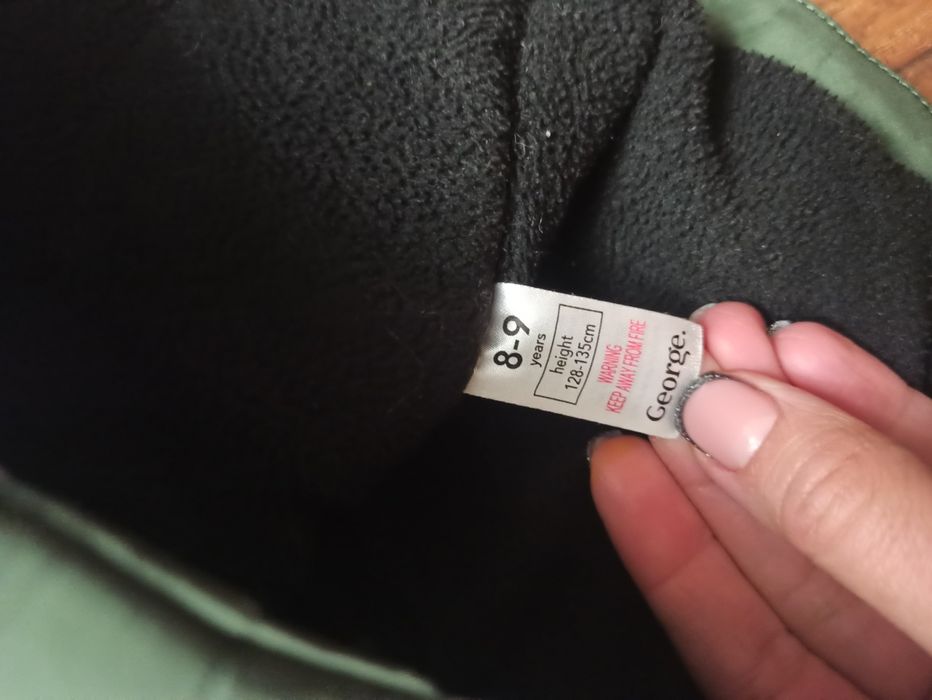 8-9
years
height
128-135cm
WARNING
KEEP AWAY FROM FIRE
George.